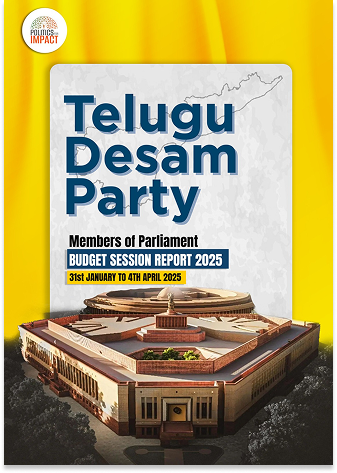 POLITICS FOR
IMPACT
Telugu
Desam
Party
Members of Parliament
BUDGET SESSION REPORT 2025
31st JANUARY TO 4TH APRIL 2025